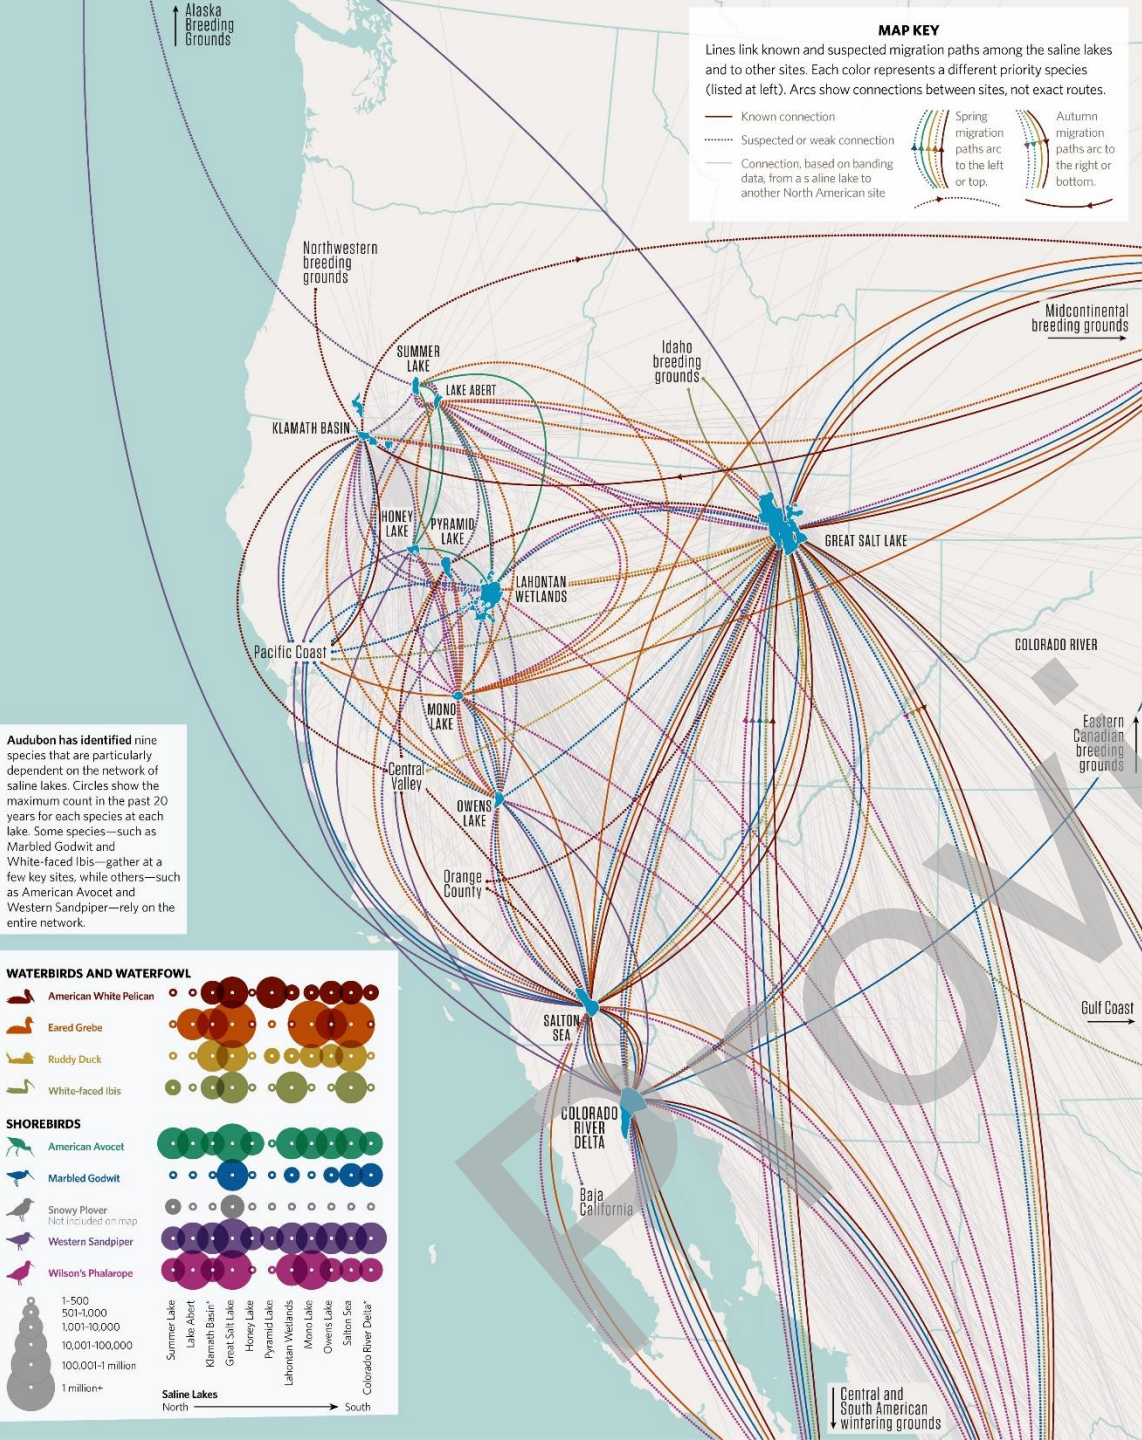 Alaska
Breeding
Grounds
MAP KEY
Lines link known and suspected migration paths among the saline lakes
and to other sites. Each color represents a different priority species
(listed at left). Arcs show connections between sites, not exact routes.
Known connection
Suspected or weak connection
Connection, based on banding
data, from a s aline lake to
another North American site
Spring
migration
paths arc
to the left
or top.
Autumn
migration
paths arc to
the right or
bottom.
Northwestern
breeding
grounds
Midcontinental
breeding grounds
Idaho
breeding
grounds
SUMMER
LAKE
LAKE ABERT
KLAMATH BASIN
HONEY
LAKE
PYRAMID
LAKE
GREAT SALT LAKE
LAHONTAN
WETLANDS
Pacific Coast
COLORADO RIVER
MONO
LAKE
Eastern
Canadian
breeding
grounds
Central
Valley
OWENS
LAKE
Orange
County
Audubon has identified nine
species that are particularly
dependent on the network of
saline lakes. Circles show the
maximum count in the past 20
years for each species at each
lake. Some species—such as
Marbled Godwit and
White-faced Ibis—gather at a
few key sites, while others—such
as American Avocet and
Western Sandpiper—rely on the
entire network.
SALTON
SEA
Gulf Coast
COLORADO
RIVER
DELTA
Baja
California
WATERBIRDS AND WATERFOWL
American White Pelican
Eared Grebe
Ruddy Duck
White-faced Ibis
SHOREBIRDS
American Avocet
Marbled Godwit
Snowy Plover
Not included on map
Western Sandpiper
Wilson's Phalarope
1-500
501-1,000
1,001-10,000
10,001-100,000
100,001-1 million
1 million+
Summer Lake
Lake Abert
Klamath Basin*
Great Salt Lake
Honey Lake
Pyramid Lake
Lahontan Wetlands
Mono Lake
Owens Lake
Salton Sea
Colorado River Delta*
Saline Lakes
North
South
Central and
South American
wintering grounds
Provi